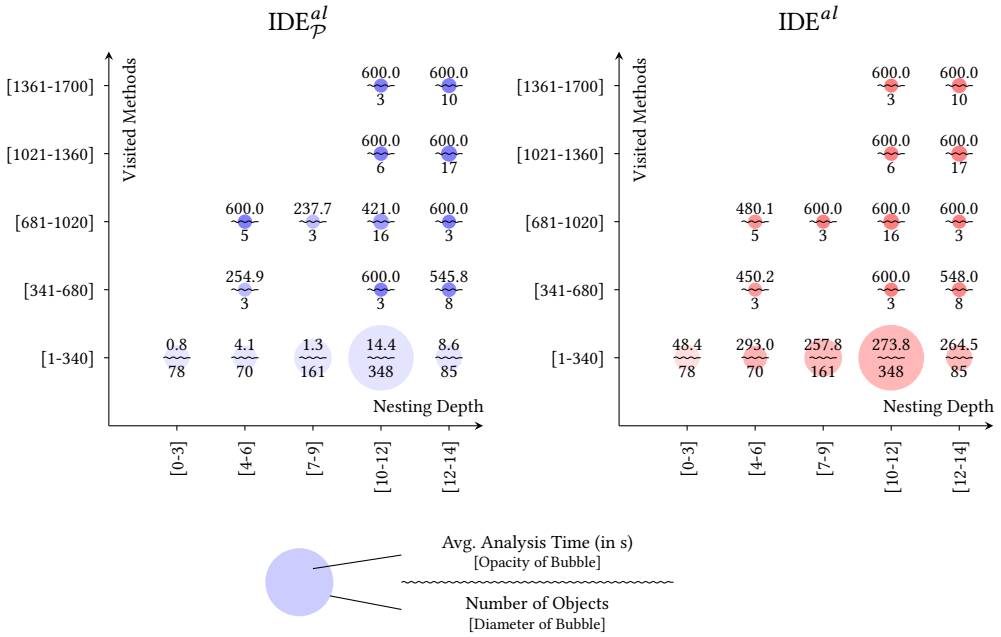 IDE_P^al
Visited Methods
[1361-1700]
600.0 600.0
3 10
[1021-1360]
600.0 600.0
6 17
[681-1020]
600.0 237.7 421.0 600.0
5 3 16 3
[341-680]
254.9 600.0 545.8
3 3 8
[1-340]
0.8 4.1 1.3 14.4 8.6
78 70 161 348 85
Nesting Depth
[0-3] [4-6] [7-9] [10-12] [12-14]
IDE^al
Visited Methods
[1361-1700]
600.0 600.0
3 10
[1021-1360]
600.0 600.0
6 17
[681-1020]
480.1 600.0 600.0 600.0
5 3 16 3
[341-680]
450.2 600.0 548.0
3 3 8
[1-340]
48.4 293.0 257.8 273.8 264.5
78 70 161 348 85
Nesting Depth
[0-3] [4-6] [7-9] [10-12] [12-14]
Avg. Analysis Time (in s)
[Opacity of Bubble]
Number of Objects
[Diameter of Bubble]